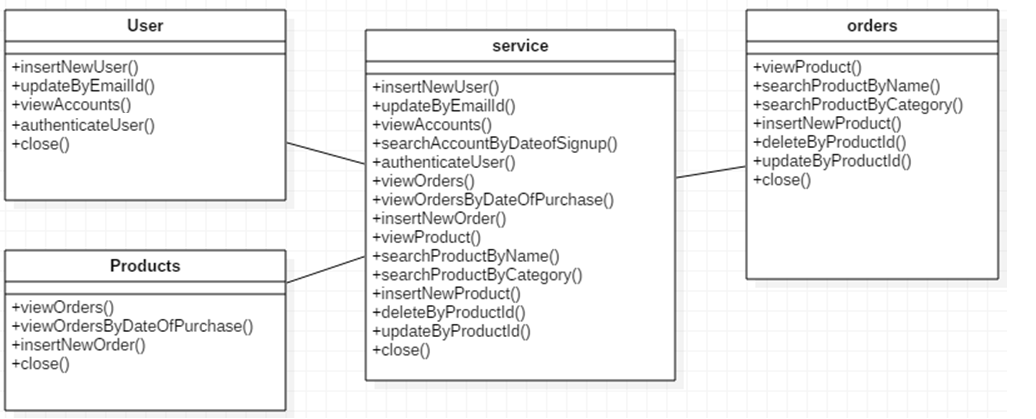 User
+insertNewUser()
+updateByEmailId()
+viewAccounts()
+authenticateUser()
+close()
Products
+viewOrders()
+viewOrdersByDateOfPurchase()
+insertNewOrder()
+close()
service
+insertNewUser()
+updateByEmailId()
+viewAccounts()
+searchAccountByDateofSignup()
+authenticateUser()
+viewOrders()
+viewOrdersByDateOfPurchase()
+insertNewOrder()
+viewProduct()
+searchProductByName()
+searchProductByCategory()
+insertNewProduct()
+deleteByProductId()
+updateByProductId()
+close()
orders
+viewProduct()
+searchProductByName()
+searchProductByCategory()
+insertNewProduct()
+deleteByProductId()
+updateByProductId()
+close()